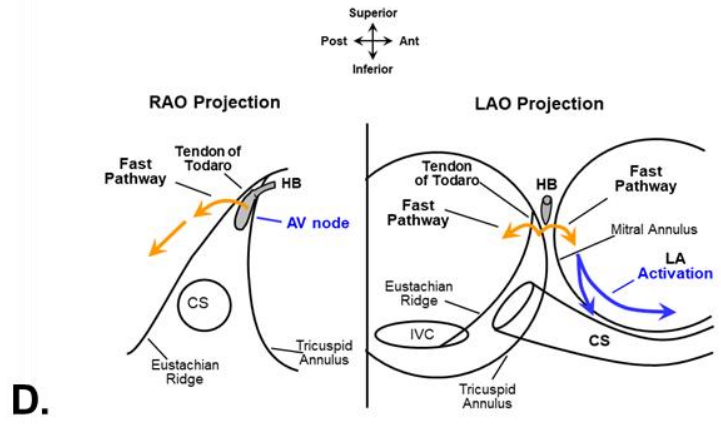 Superior
Post
Ant
Inferior
RAO Projection
Tendon of
Todaro
Fast
Pathway
HB
AV node
CS
Eustachian
Ridge
Tricuspid
Annulus
LAO Projection
Tendon
of Todaro
HB
Fast
Pathway
Fast
Pathway
Mitral Annulus
LA
Activation
Eustachian
Ridge
IVC
CS
Tricuspid
Annulus
D.